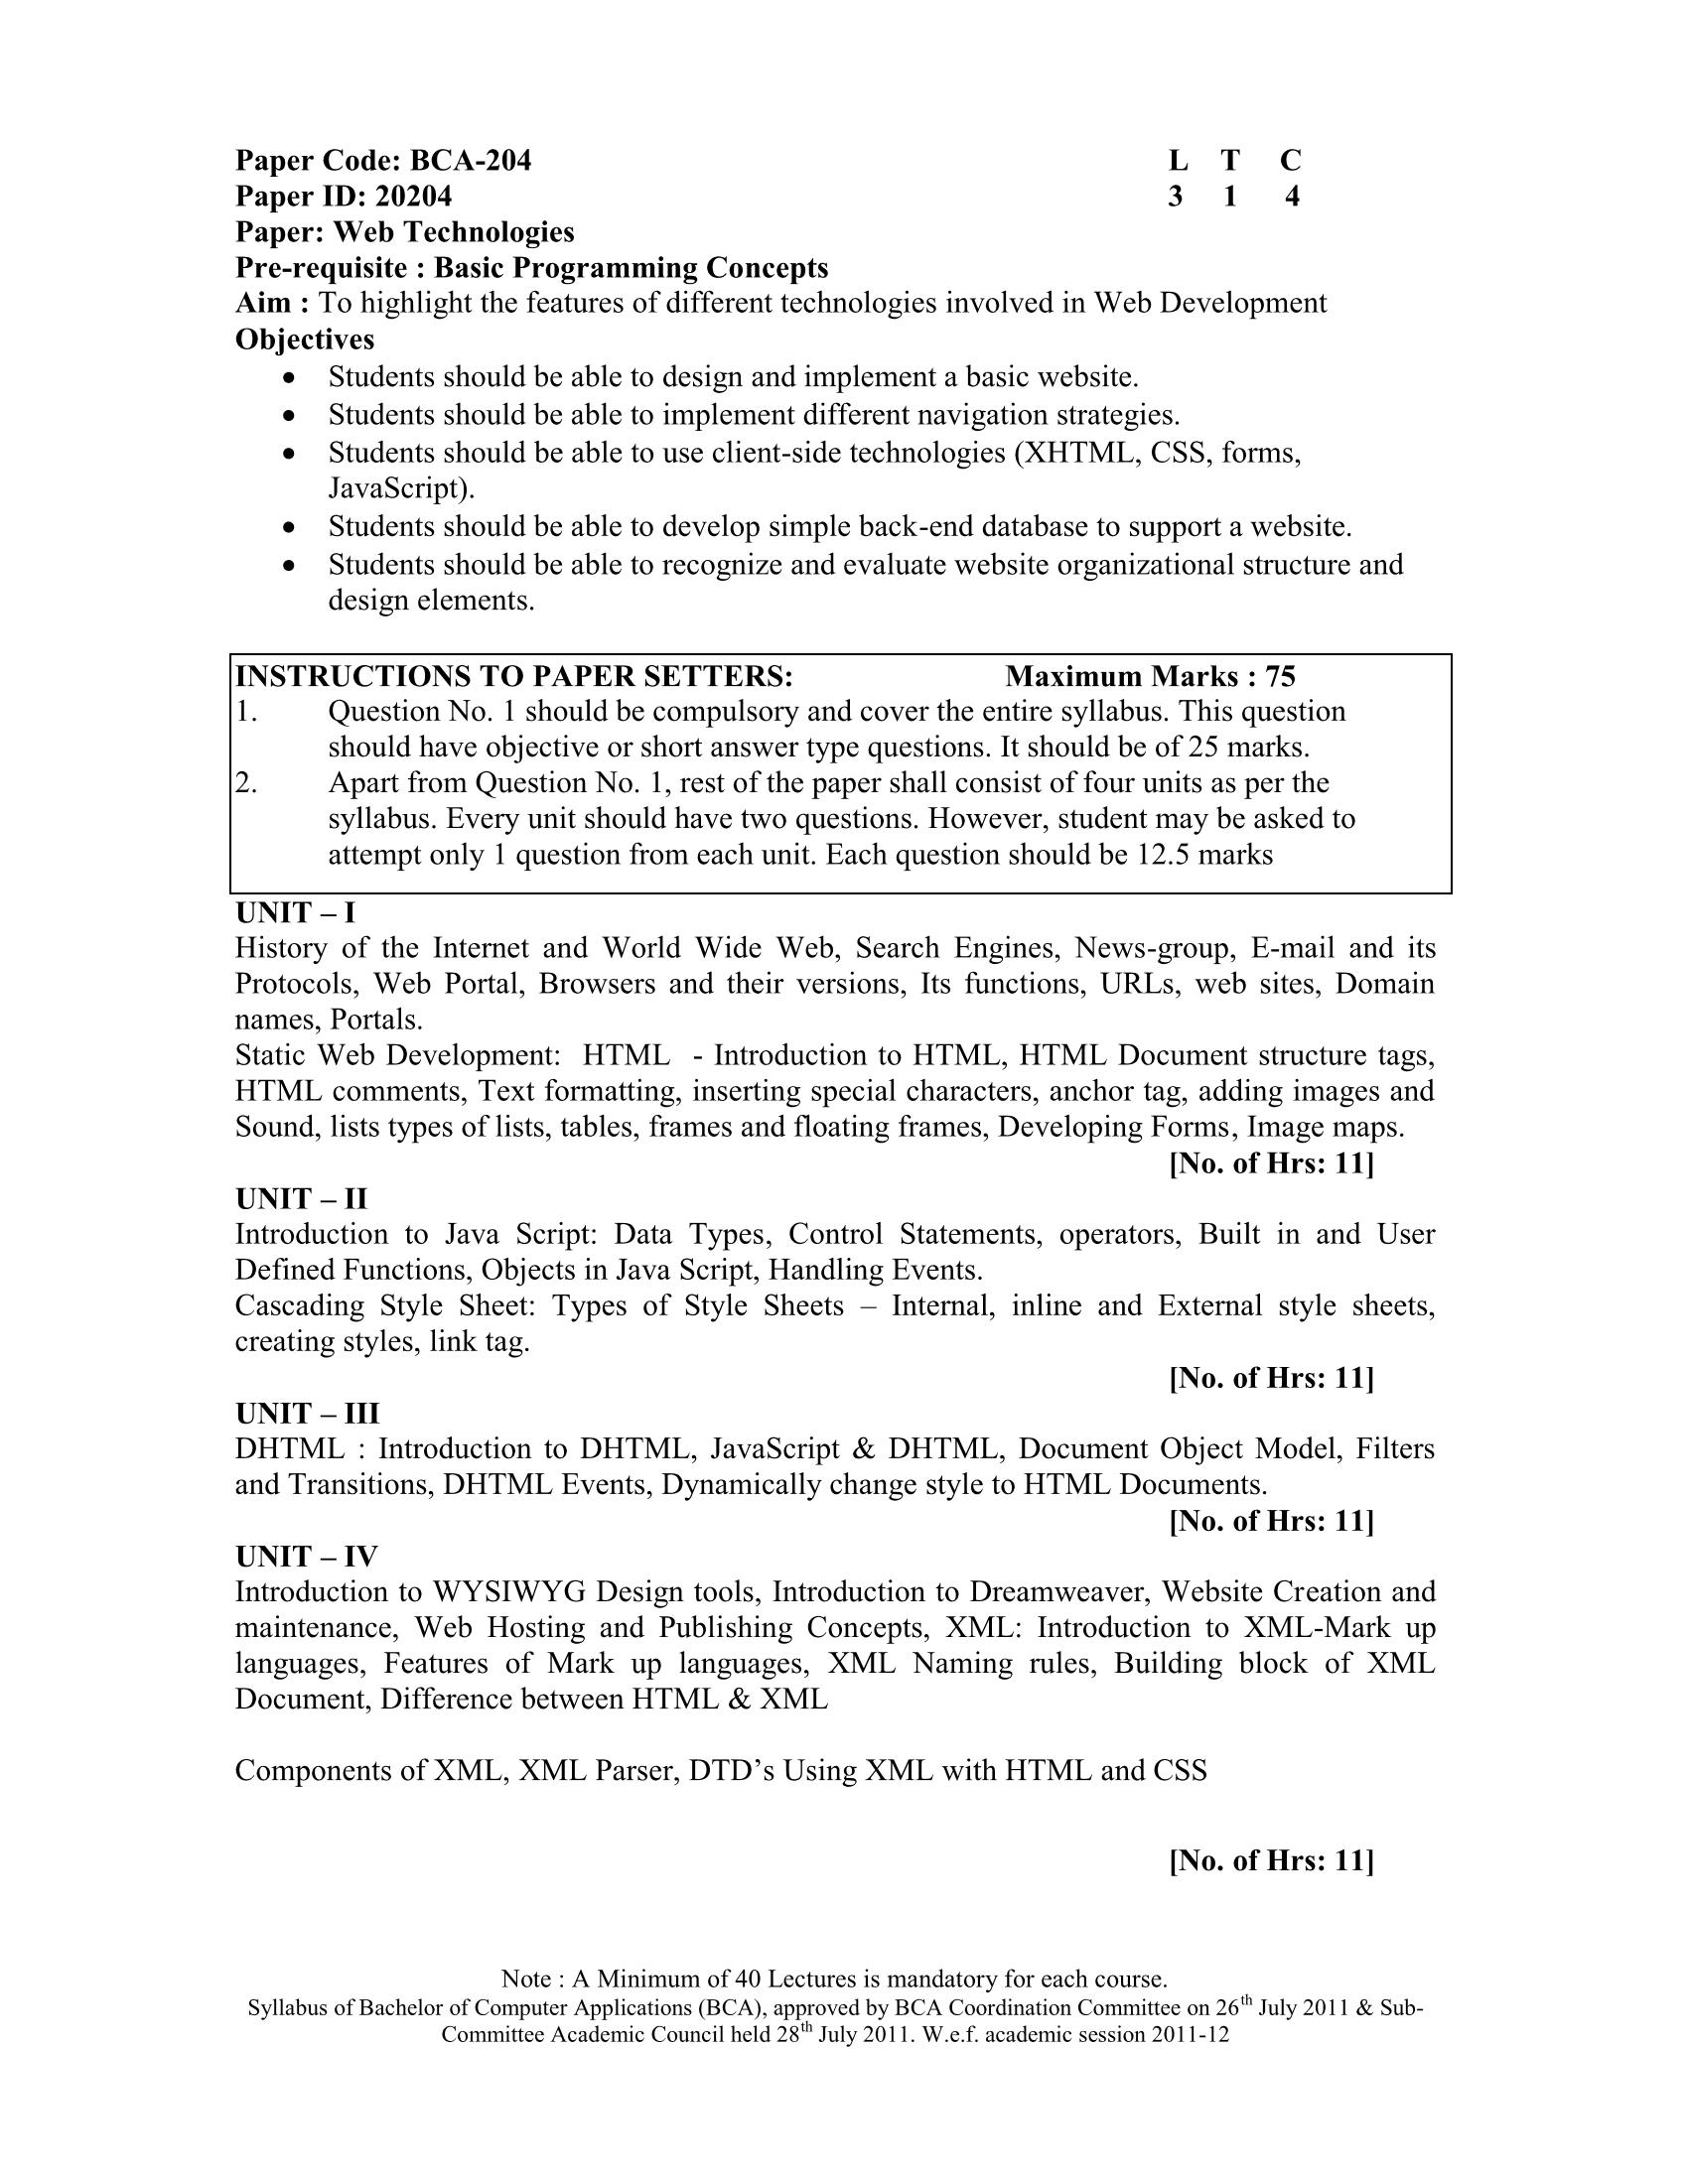 Paper Code: BCA-204 L T C
Paper ID: 20204 3 1 4
Paper: Web Technologies
Pre-requisite : Basic Programming Concepts
Aim : To highlight the features of different technologies involved in Web Development
Objectives
• Students should be able to design and implement a basic website.
• Students should be able to implement different navigation strategies.
• Students should be able to use client-side technologies (XHTML, CSS, forms,
JavaScript).
• Students should be able to develop simple back-end database to support a website.
• Students should be able to recognize and evaluate website organizational structure and
design elements.
INSTRUCTIONS TO PAPER SETTERS: Maximum Marks : 75
1. Question No. 1 should be compulsory and cover the entire syllabus. This question
should have objective or short answer type questions. It should be of 25 marks.
2. Apart from Question No. 1, rest of the paper shall consist of four units as per the
syllabus. Every unit should have two questions. However, student may be asked to
attempt only 1 question from each unit. Each question should be 12.5 marks
UNIT – I
History of the Internet and World Wide Web, Search Engines, News-group, E-mail and its
Protocols, Web Portal, Browsers and their versions, Its functions, URLs, web sites, Domain
names, Portals.
Static Web Development: HTML - Introduction to HTML, HTML Document structure tags,
HTML comments, Text formatting, inserting special characters, anchor tag, adding images and
Sound, lists types of lists, tables, frames and floating frames, Developing Forms, Image maps.
[No. of Hrs: 11]
UNIT – II
Introduction to Java Script: Data Types, Control Statements, operators, Built in and User
Defined Functions, Objects in Java Script, Handling Events.
Cascading Style Sheet: Types of Style Sheets – Internal, inline and External style sheets,
creating styles, link tag.
[No. of Hrs: 11]
UNIT – III
DHTML : Introduction to DHTML, JavaScript & DHTML, Document Object Model, Filters
and Transitions, DHTML Events, Dynamically change style to HTML Documents.
[No. of Hrs: 11]
UNIT – IV
Introduction to WYSIWYG Design tools, Introduction to Dreamweaver, Website Creation and
maintenance, Web Hosting and Publishing Concepts, XML: Introduction to XML-Mark up
languages, Features of Mark up languages, XML Naming rules, Building block of XML
Document, Difference between HTML & XML
Components of XML, XML Parser, DTD’s Using XML with HTML and CSS
[No. of Hrs: 11]
Note : A Minimum of 40 Lectures is mandatory for each course.
Syllabus of Bachelor of Computer Applications (BCA), approved by BCA Coordination Committee on 26th July 2011 & Sub-
Committee Academic Council held 28th July 2011. W.e.f. academic session 2011-12